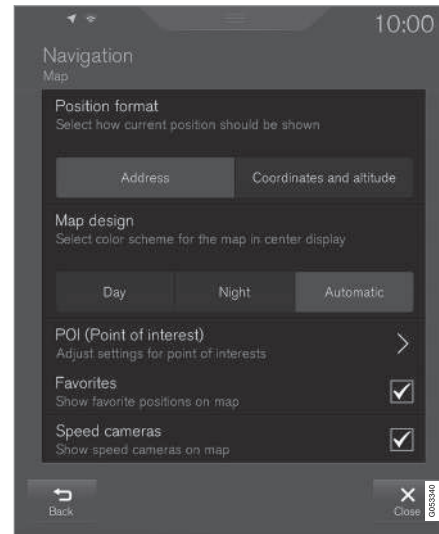 10:00
Navigation
Map
Position format
Select how current position should be shown
Address
Coordinates and altitude
Map design
Select color scheme for the map in center display
Day
Night
Automatic
POI (Point of interest)
Adjust settings for point of interests
Favorites
Show favorite positions on map
Speed cameras
Show speed cameras on map
Back
Close
G053340